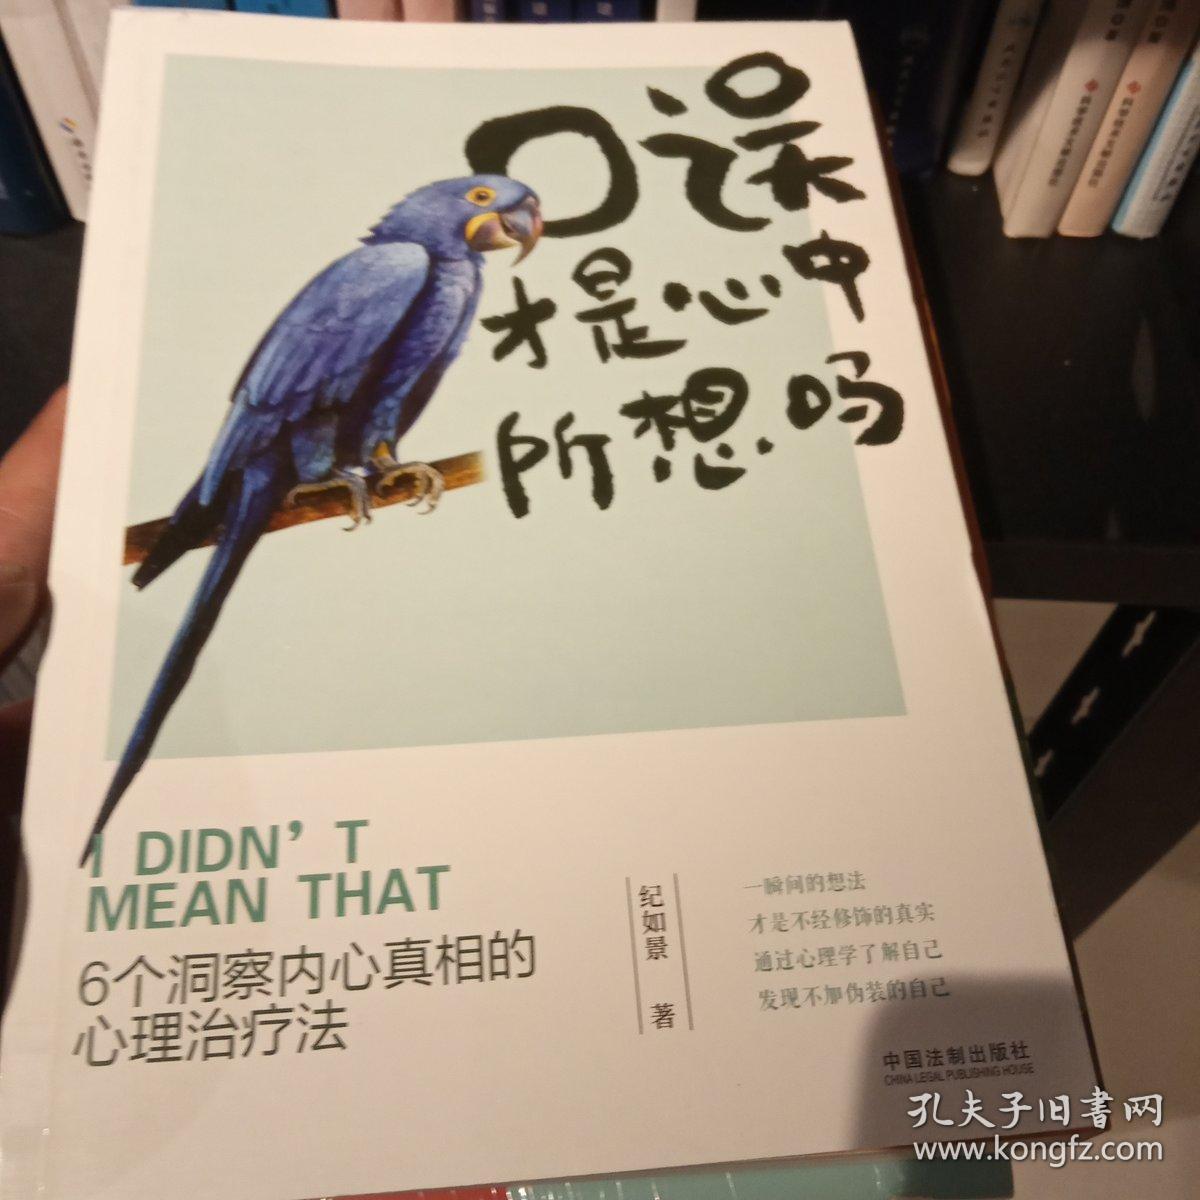 口误
才是心中
所想吗
I DIDN'T
MEAN THAT
6个洞察内心真相的
心理治疗法
纪如景 著
一瞬间的想法
才是不经修饰的真实
通过心理学了解自己
发现不加伪装的自己
中国法制出版社
CHINA LEGAL PUBLISHING HOUSE
孔夫子旧書网
www.kongfz.com